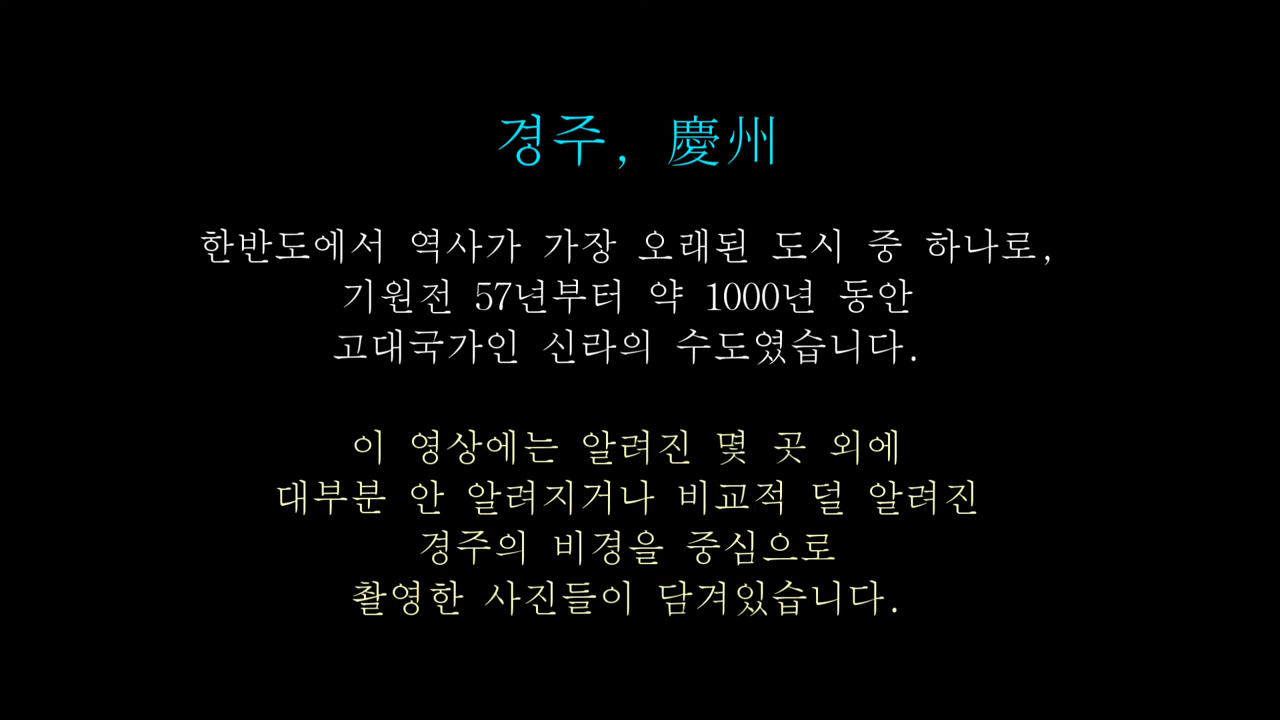 경주, 慶州
한반도에서 역사가 가장 오래된 도시 중 하나로,
기원전 57년부터 약 1000년 동안
고대국가인 신라의 수도였습니다.
이 영상에는 알려진 몇 곳 외에
대부분 안 알려지거나 비교적 덜 알려진
경주의 비경을 중심으로
촬영한 사진들이 담겨있습니다.